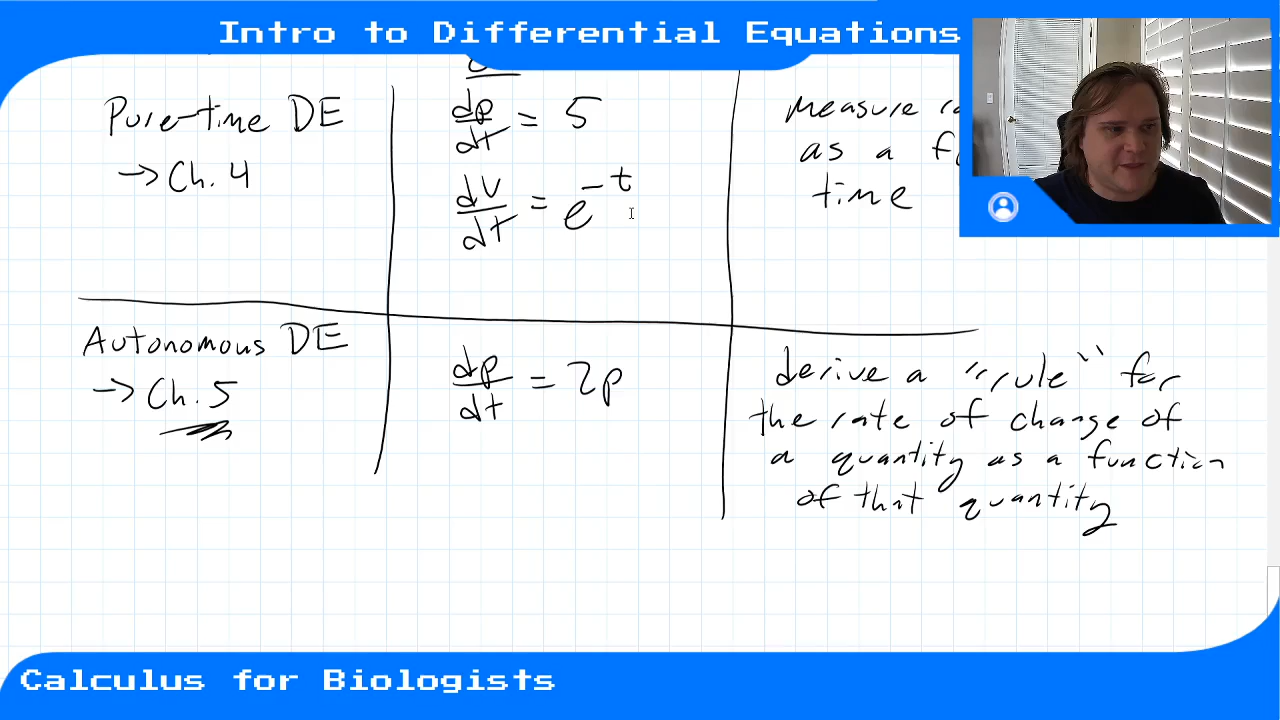 Intro to Differential Equations
Pure-time DE
→ Ch. 4
dp/dt = 5
dV/dt = e^-t
measure
as a
time
Autonomous DE
→ Ch. 5
dp/dt = 2p
derive a "rule" for
the rate of change of
a quantity as a function
of that quantity
Calculus for Biologists